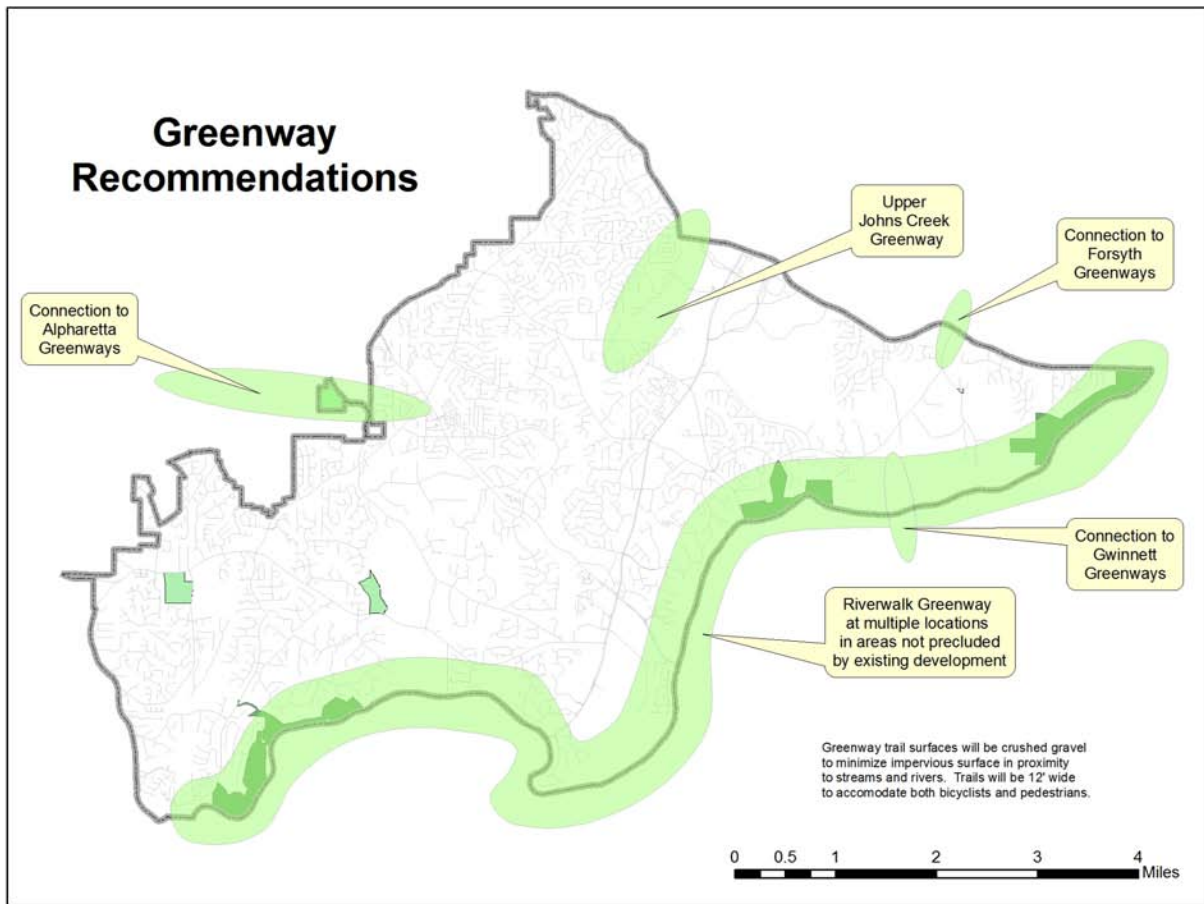 Greenway
Recommendations
Upper
Johns Creek
Greenway
Connection to
Forsyth
Greenways
Connection to
Alpharetta
Greenways
Connection to
Gwinnett
Greenways
Riverwalk Greenway
at multiple locations
in areas not precluded
by existing development
Greenway trail surfaces will be crushed gravel
to minimize impervious surface in proximity
to streams and rivers. Trails will be 12' wide
to accomodate both bicyclists and pedestrians.
0 0.5 1 2 3 4
Miles